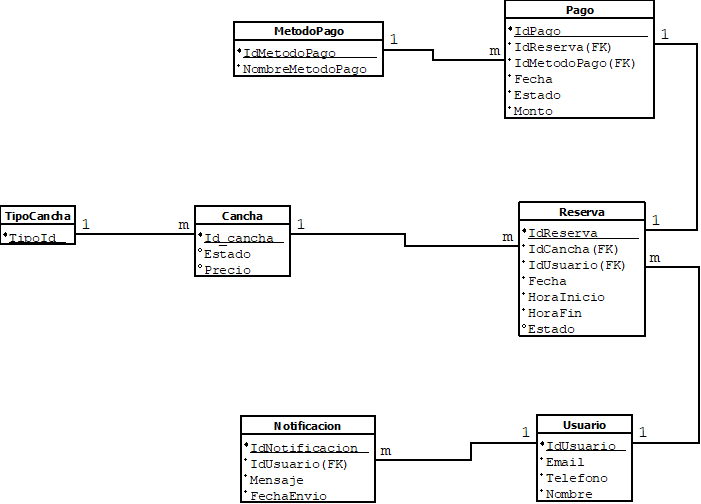 Pago
IdPago
IdReserva(FK)
IdMetodoPago(FK)
Fecha
Estado
Monto
MetodoPago
IdMetodoPago
NombreMetodoPago
1
m
1
TipoCancha
TipoId
1
m
Cancha
Id_cancha
Estado
Precio
1
m
Reserva
IdReserva
IdCancha(FK)
IdUsuario(FK)
Fecha
HoraInicio
HoraFin
Estado
1
m
Notificacion
IdNotificacion
IdUsuario(FK)
Mensaje
FechaEnvio
m
1
Usuario
IdUsuario
Email
Telefono
Nombre
1